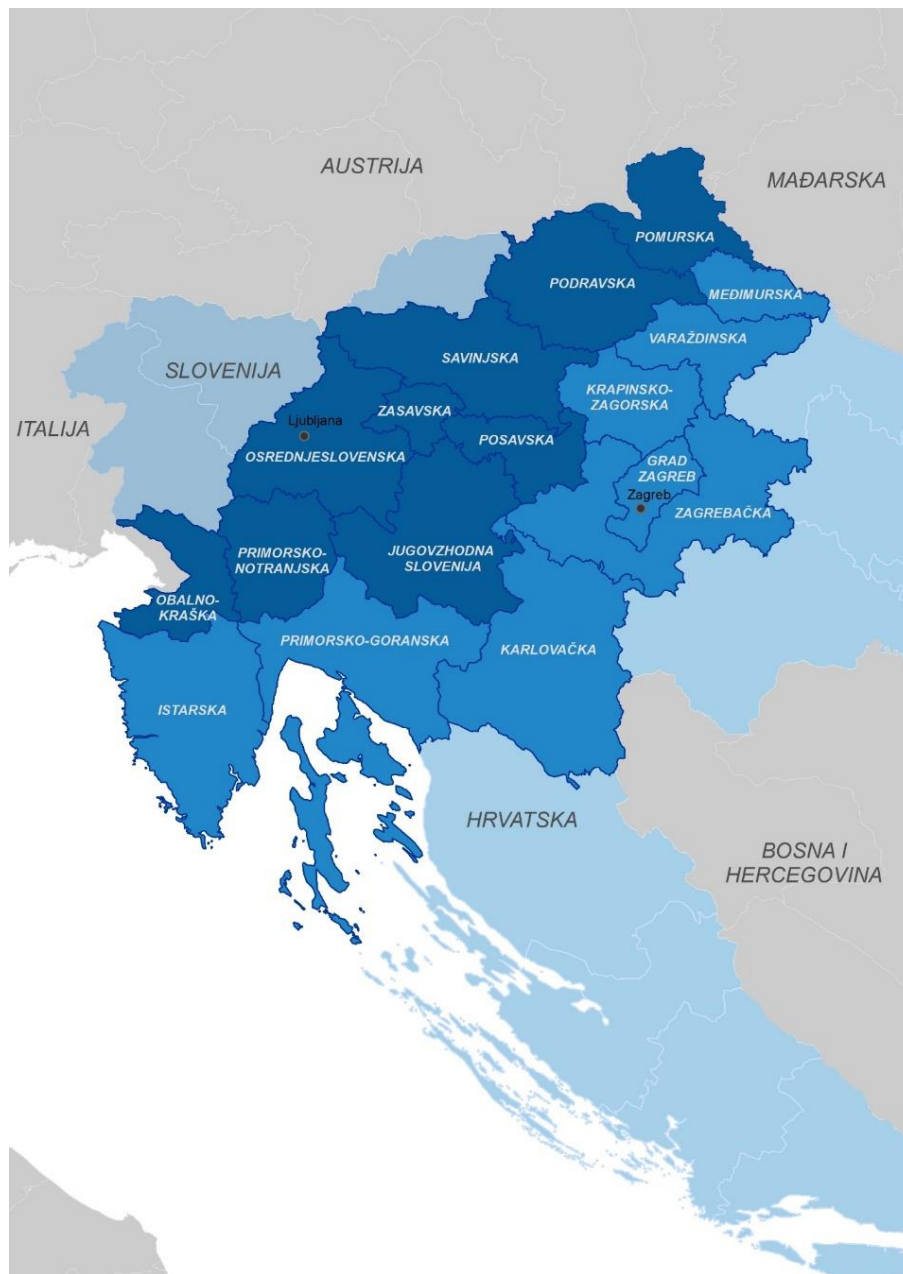 AUSTRIJA
MAĐARSKA
POMURSKA
PODRAVSKA
MEĐIMURSKA
VARAŽDINSKA
SAVINJSKA
SLOVENIJA
KRAPINSKO-
ZAGORSKA
ZASAVSKA
Ljubljana
ITALIJA
POSAVSKA
OSREDNJESLOVENSKA
GRAD
ZAGREB
Zagreb
ZAGREBAČKA
PRIMORSKO-
NOTRANJSKA
JUGOVZHODNA
SLOVENIJA
OBALNO-
KRAŠKA
PRIMORSKO-GORANSKA
KARLOVAČKA
ISTARSKA
HRVATSKA
BOSNA I
HERCEGOVINA